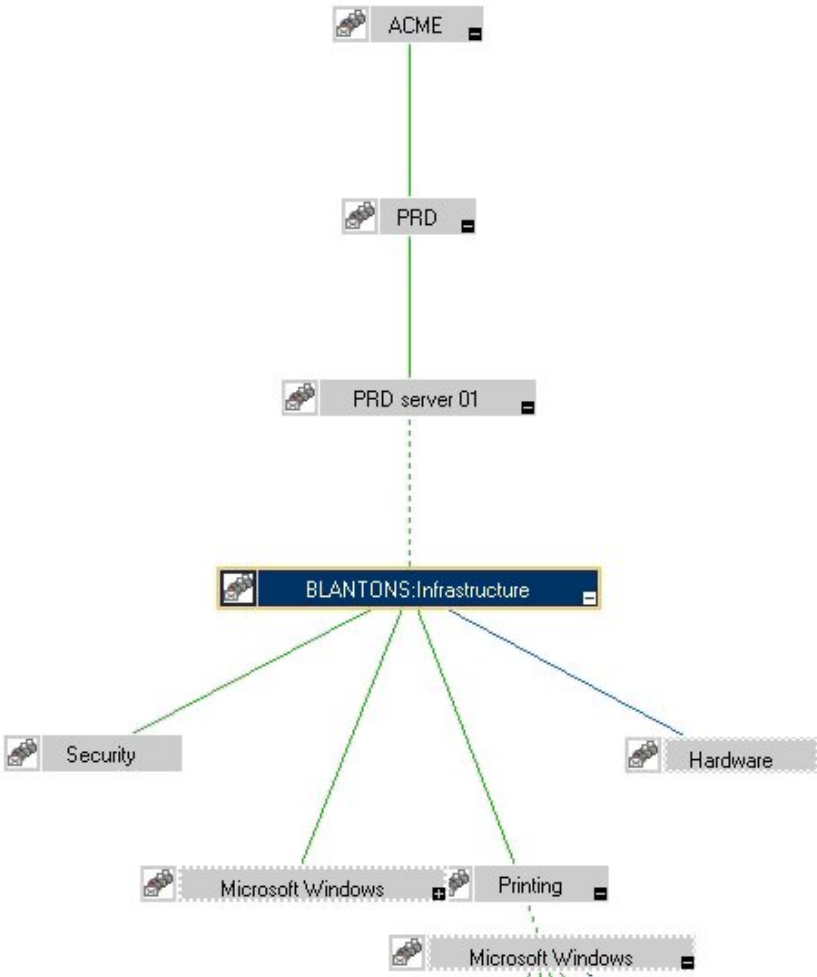 ACME
PRD
PRD server 01
BLANTONS:Infrastructure
Security
Hardware
Microsoft Windows
Printing
Microsoft Windows